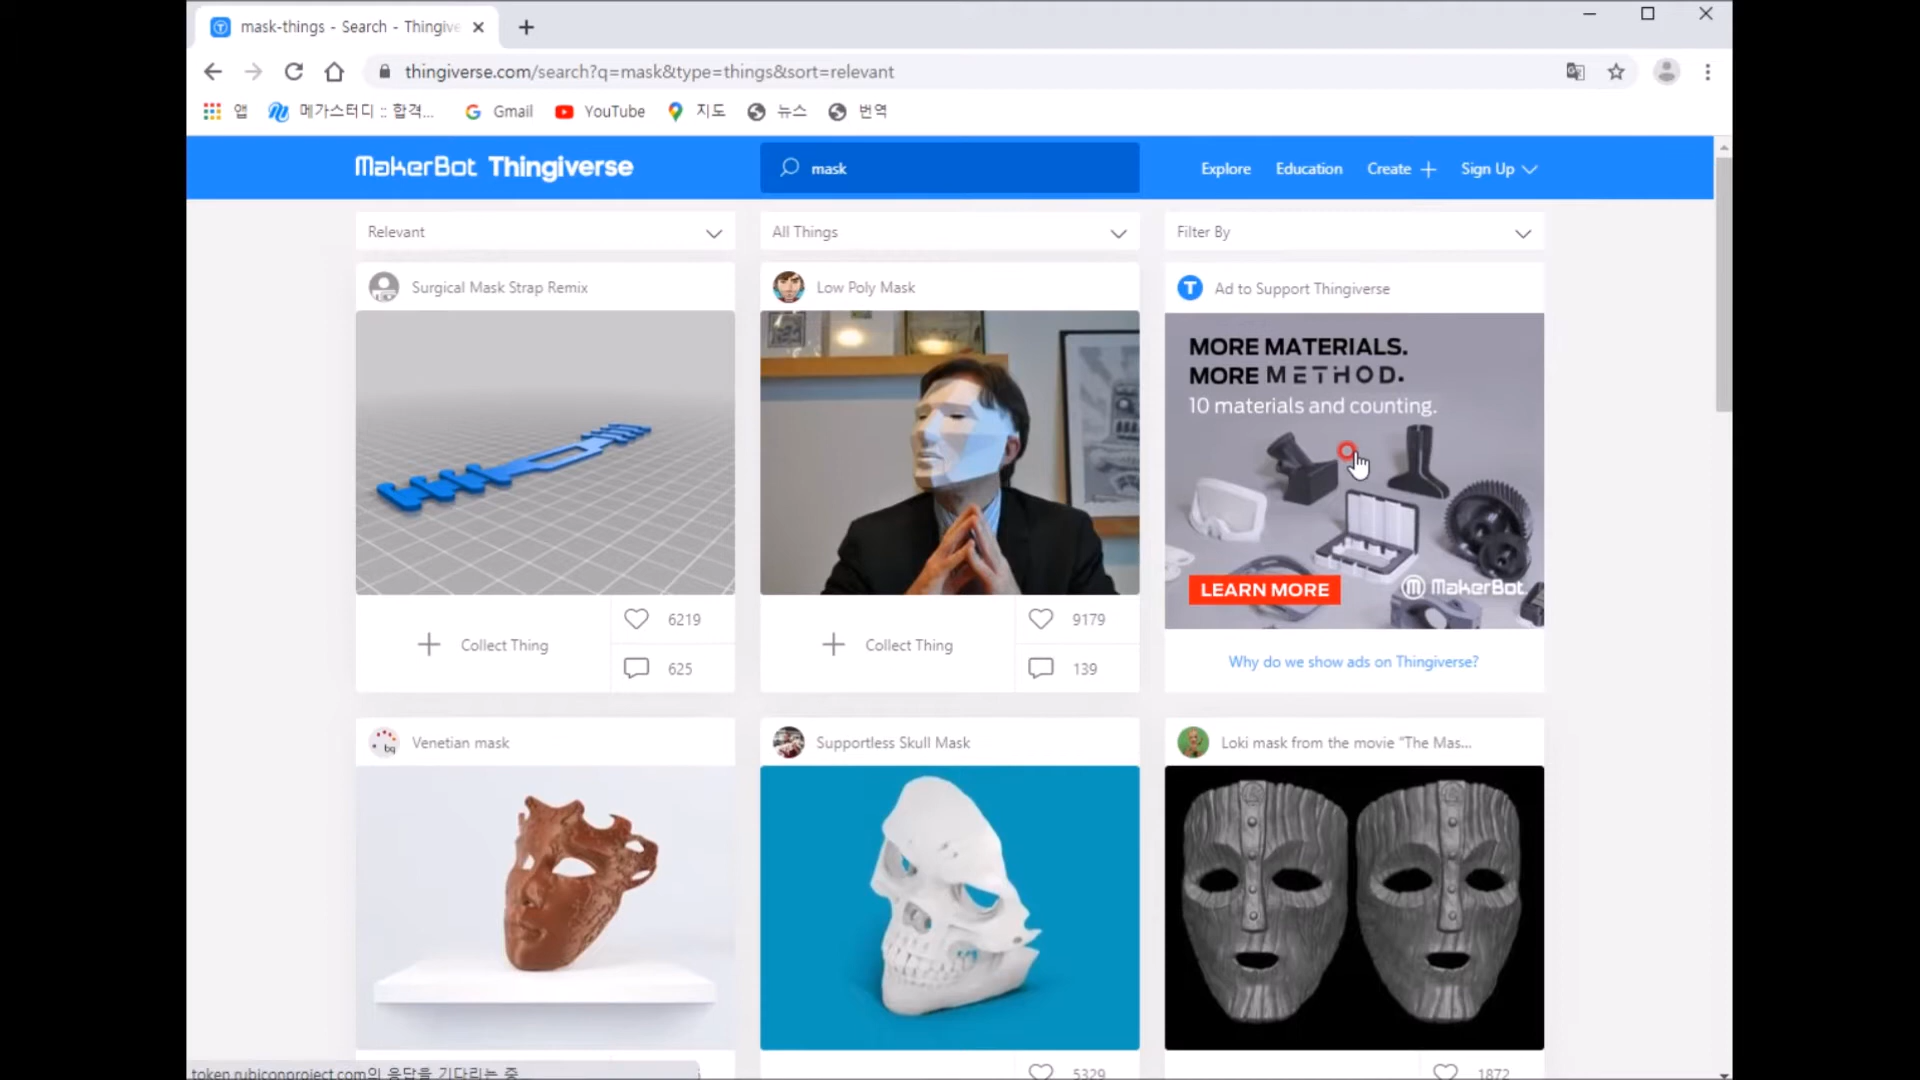 mask-things - Search - Thingive
thingiverse.com/search?q=mask&type=things&sort=relevant
앱 메가스터디 :: 합격... Gmail YouTube 지도 뉴스 번역
MakerBot Thingiverse mask Explore Education Create Sign Up
Relevant All Things Filter By
Surgical Mask Strap Remix
Low Poly Mask
Ad to Support Thingiverse
MORE MATERIALS.
MORE METHOD.
10 materials and counting.
LEARN MORE MakerBot
Collect Thing 6219
625
Collect Thing 9179
139
Why do we show ads on Thingiverse?
Venetian mask
bq
Supportless Skull Mask
Loki mask from the movie “The Mas...
5329
1872
token.rubiconproject.com의 응답을 기다리는 중...